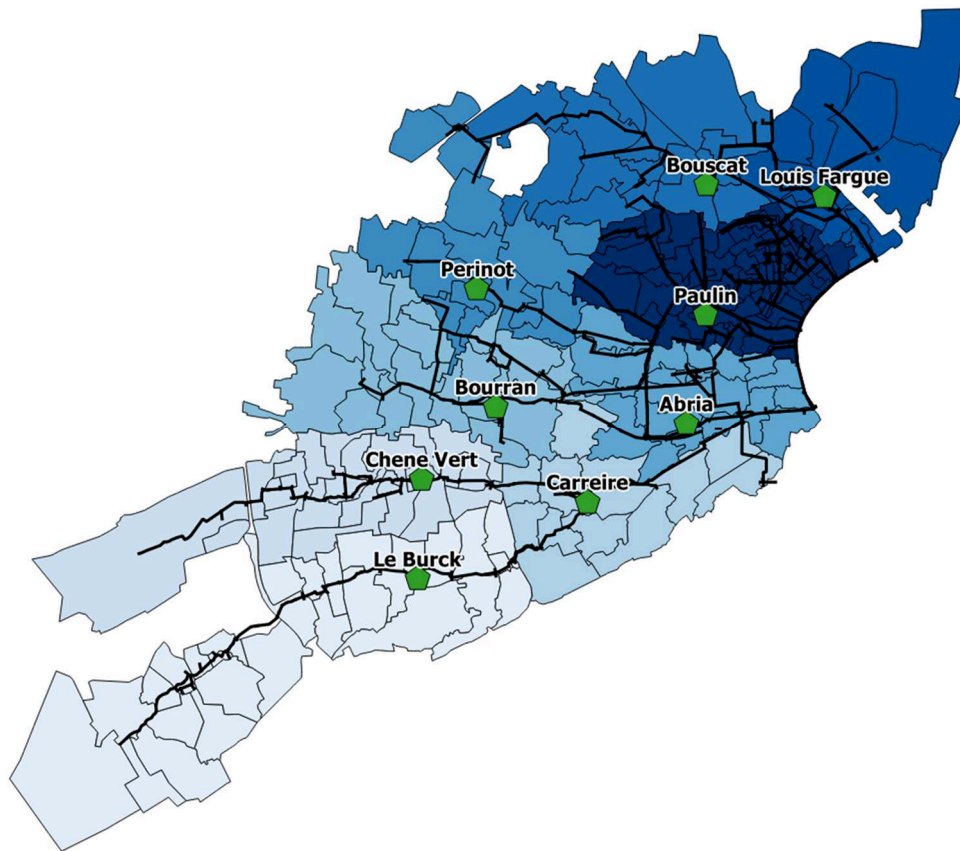 Bouscat
Louis Fargue
Perinot
Paulin
Bourran
Abria
Chene Vert
Carreire
Le Burck